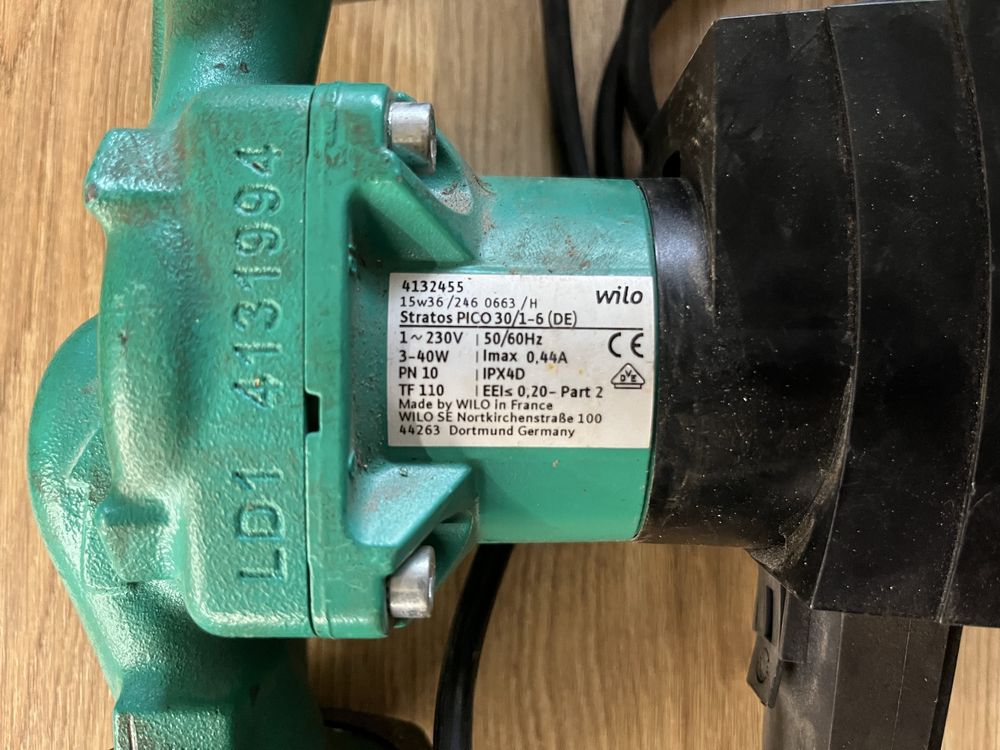 LD1 4131994
4132455
wilo
15w36/246 0663/H
Stratos PICO 30/1-6 (DE)
1~230V | 50/60Hz
3-40W | Imax 0,44A
CE
PN 10 | IPX4D
DVE
TF 110 | EEI≤ 0,20- Part 2
Made by WILO in France
WILO SE Nortkirchenstraße 100
44263 Dortmund Germany